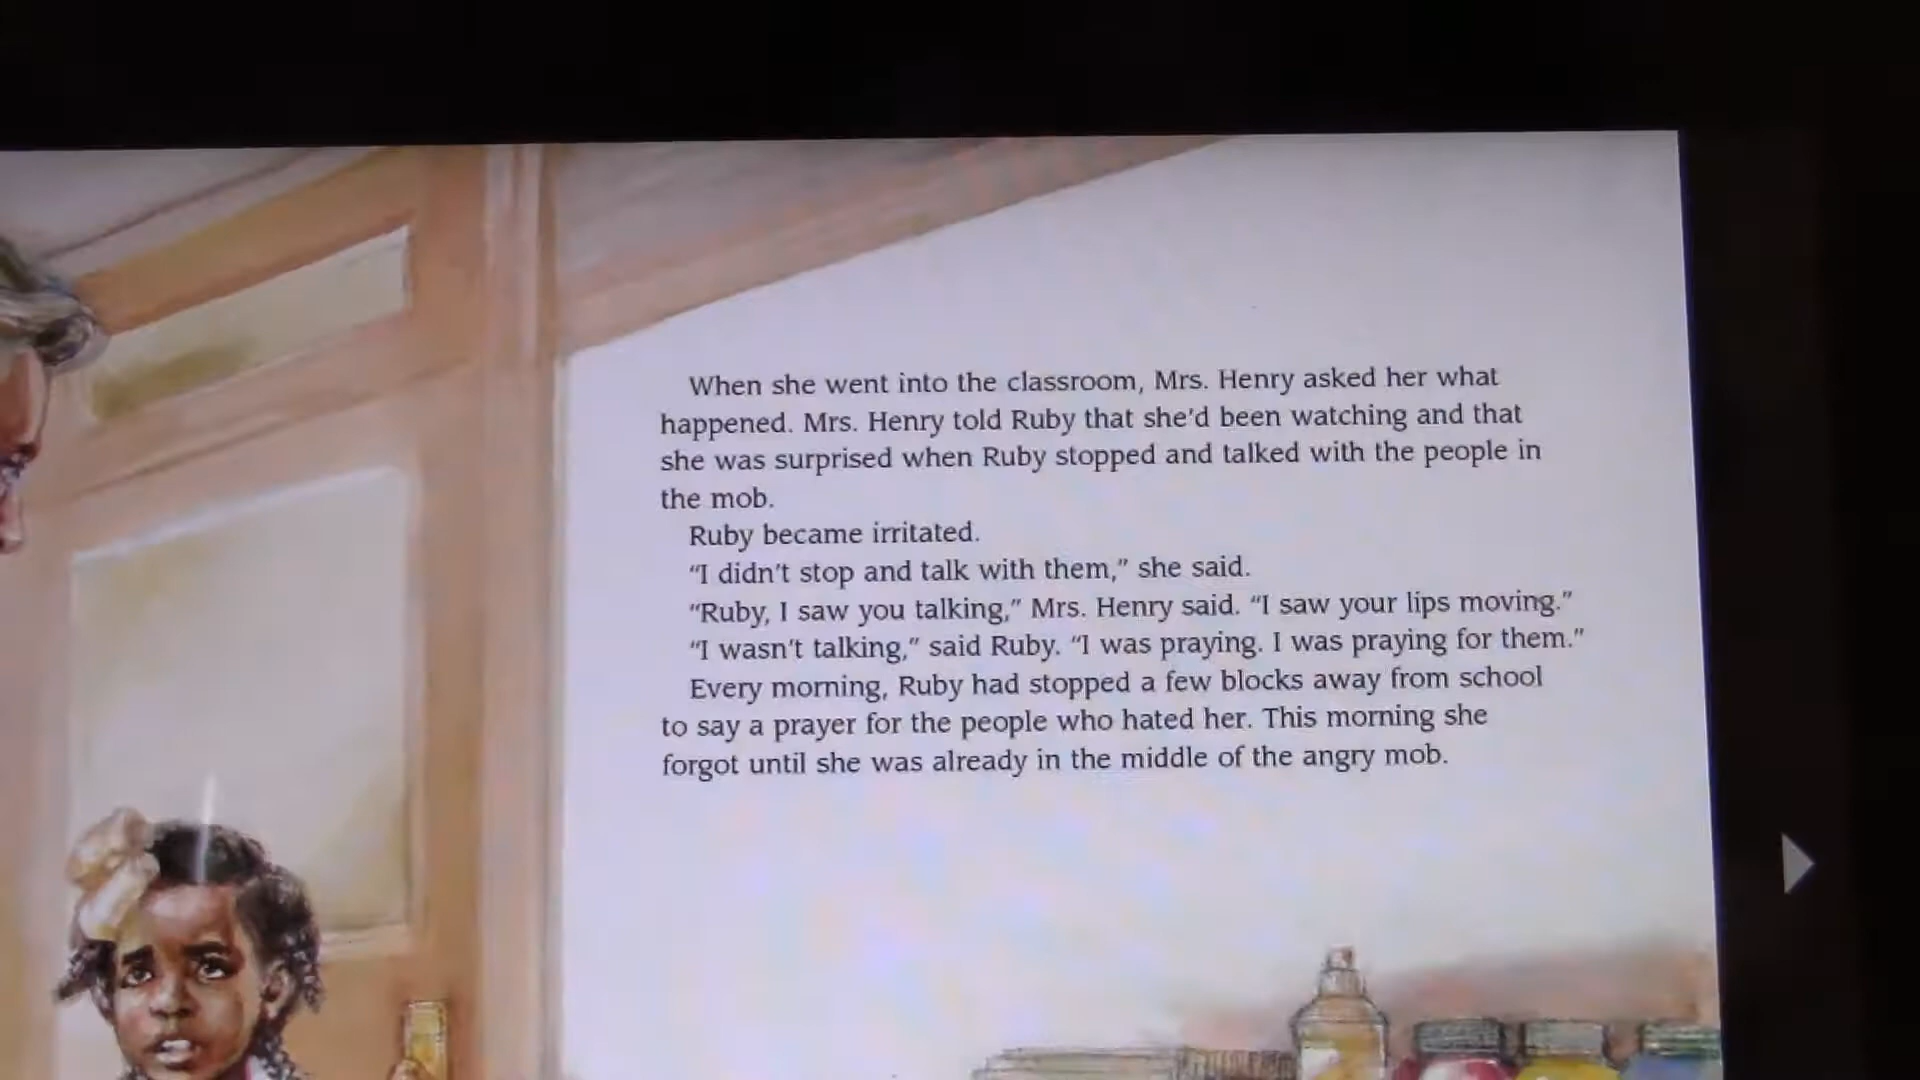 When she went into the classroom, Mrs. Henry asked her what
happened. Mrs. Henry told Ruby that she’d been watching and that
she was surprised when Ruby stopped and talked with the people in
the mob.
Ruby became irritated.
“I didn’t stop and talk with them,” she said.
“Ruby, I saw you talking,” Mrs. Henry said. “I saw your lips moving.”
“I wasn’t talking,” said Ruby. “I was praying. I was praying for them.”
Every morning, Ruby had stopped a few blocks away from school
to say a prayer for the people who hated her. This morning she
forgot until she was already in the middle of the angry mob.